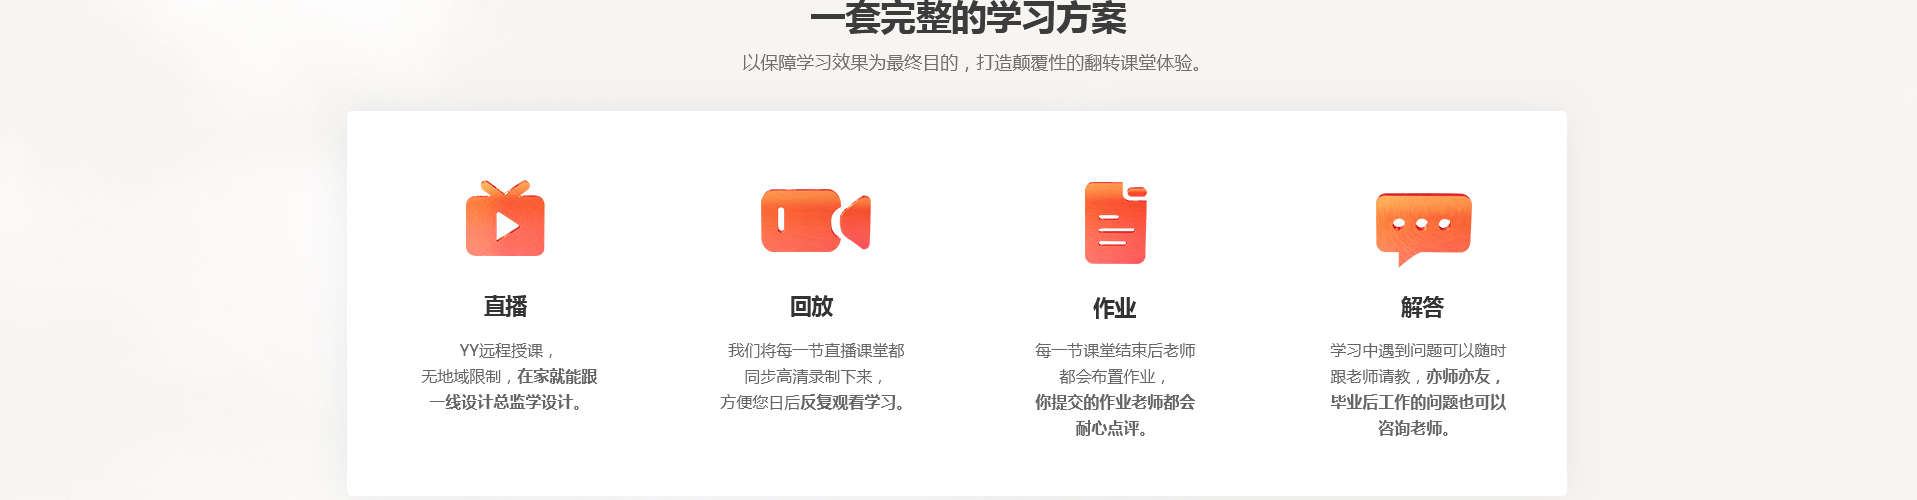 一套完整的学习方案
以保障学习效果为最终目的，打造颠覆性的翻转课堂体验。
直播
YY远程授课，
无地域限制，在家就能跟
一线设计总监学设计。
回放
我们将每一节直播课堂都
同步高清录制下来，
方便您日后反复观看学习。
作业
每一节课堂结束后老师
都会布置作业，
你提交的作业老师都会
耐心点评。
解答
学习中遇到问题可以随时
跟老师请教，亦师亦友，
毕业后工作的问题也可以
咨询老师。